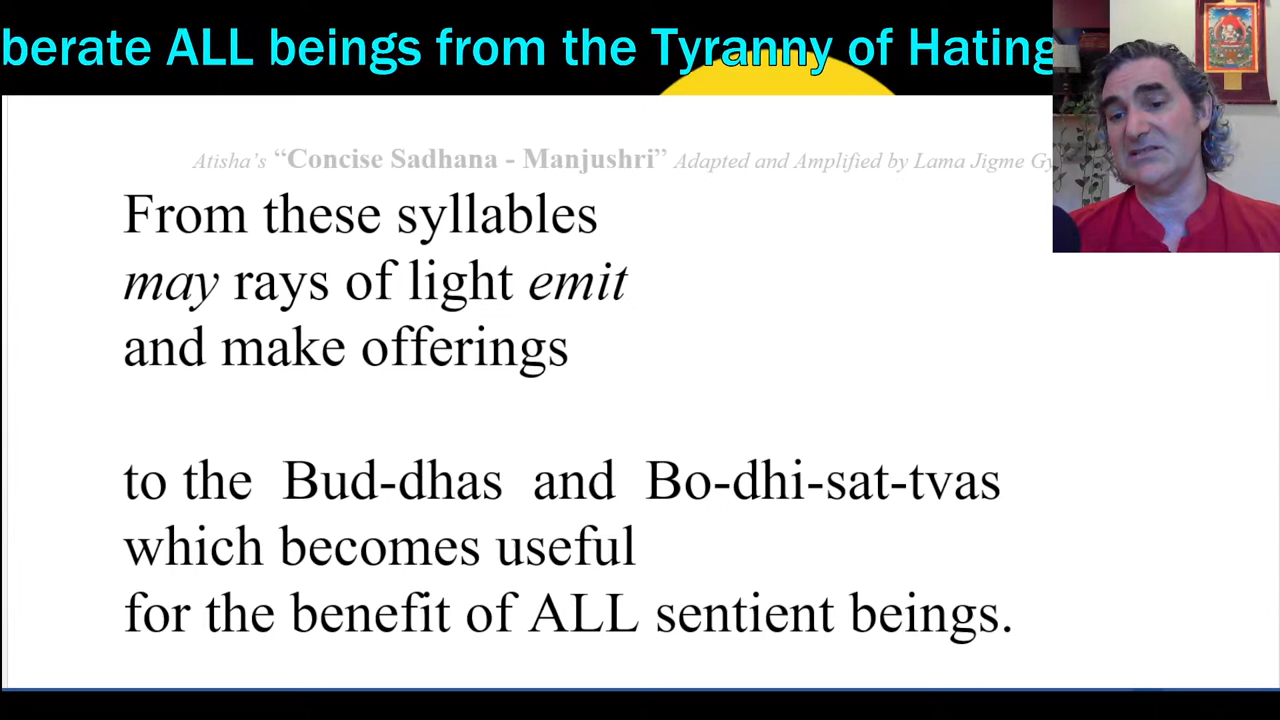 berate ALL beings from the Tyranny of Hating
Atisha's "Concise Sadhana - Manjushri" Adapted and Amplified by Lama Jigme
From these syllables
may rays of light emit
and make offerings
to the Bud-dhas and Bo-dhi-sat-tvas
which becomes useful
for the benefit of ALL sentient beings.